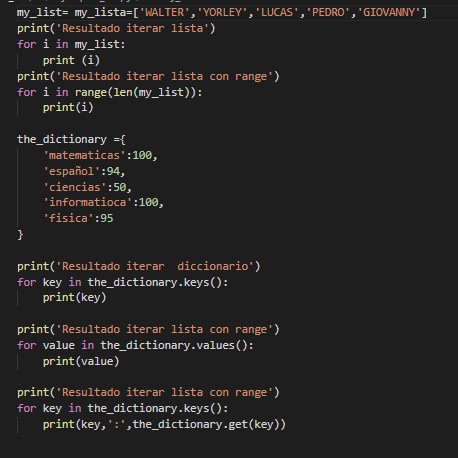 my_list= my_lista=['WALTER','YORLEY','LUCAS','PEDRO','GIOVANNY']
print('Resultado iterar lista')
for i in my_list:
    print (i)
print('Resultado iterar lista con range')
for i in range(len(my_list)):
    print(i)

the_dictionary ={
    'matematicas':100,
    'español':94,
    'ciencias':50,
    'informatioca':100,
    'fisica':95
}

print('Resultado iterar  diccionario')
for key in the_dictionary.keys():
    print(key)

print('Resultado iterar lista con range')
for value in the_dictionary.values():
    print(value)

print('Resultado iterar lista con range')
for key in the_dictionary.keys():
    print(key,':',the_dictionary.get(key))